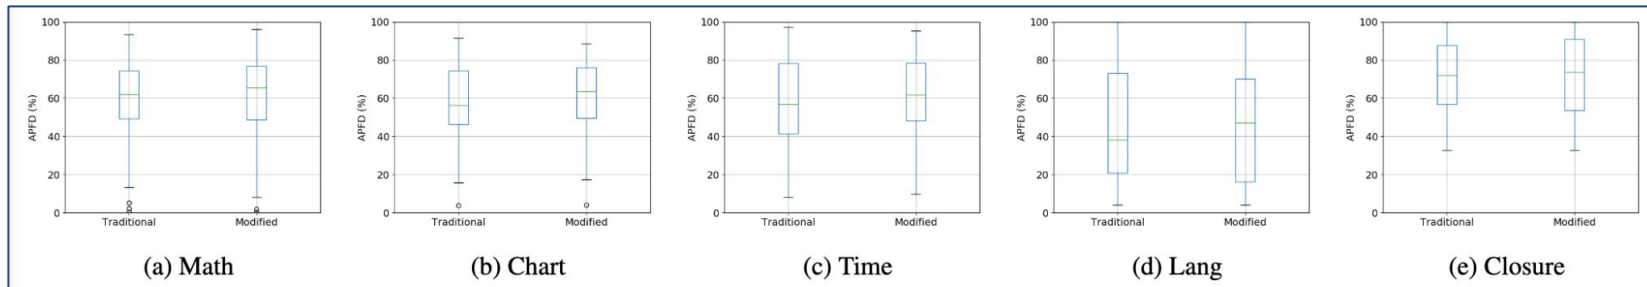 100
80
60
40
20
0
APFD (%)
Traditional
Modified
(a) Math
100
80
60
40
20
0
APFD (%)
Traditional
Modified
(b) Chart
100
80
60
40
20
0
APFD (%)
Traditional
Modified
(c) Time
100
80
60
40
20
0
APFD (%)
Traditional
Modified
(d) Lang
100
80
60
40
20
0
APFD (%)
Traditional
Modified
(e) Closure